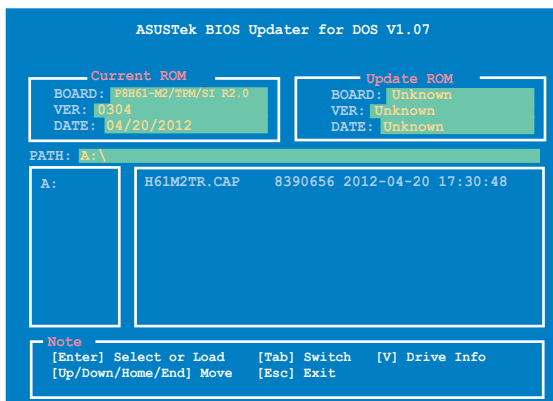 ASUSTek BIOS Updater for DOS V1.07
Current ROM
BOARD: P8H61-M2/TPM/SI R2.0
VER: 0304
DATE: 04/20/2012
Update ROM
BOARD: Unknown
VER: Unknown
DATE: Unknown
PATH: A:\
A:
H61M2TR.CAP 8390656 2012-04-20 17:30:48
Note
[Enter] Select or Load [Tab] Switch [V] Drive Info
[Up/Down/Home/End] Move [Esc] Exit